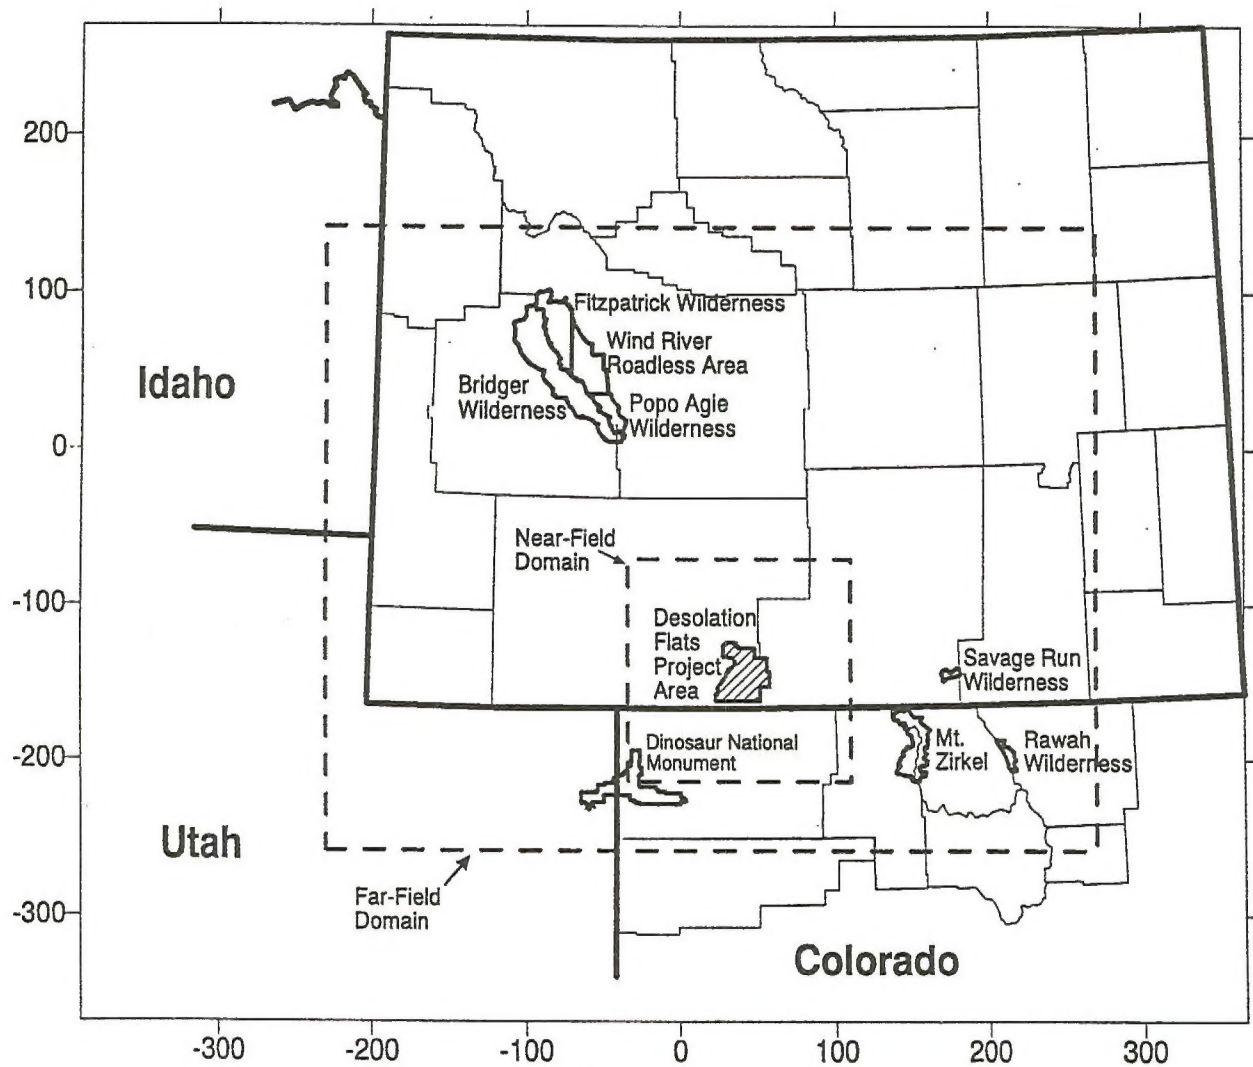 200
100
0
-100
-200
-300
Fitzpatrick Wilderness
Wind River
Roadless Area
Idaho
Bridger
Wilderness
Popo Agie
Wilderness
Near-Field
Domain
Desolation
Flats
Project
Area
Savage Run
Wilderness
Dinosaur National
Monument
Mt.
Zirkel
Rawah
Wilderness
Utah
Far-Field
Domain
Colorado
-300
-200
-100
0
100
200
300